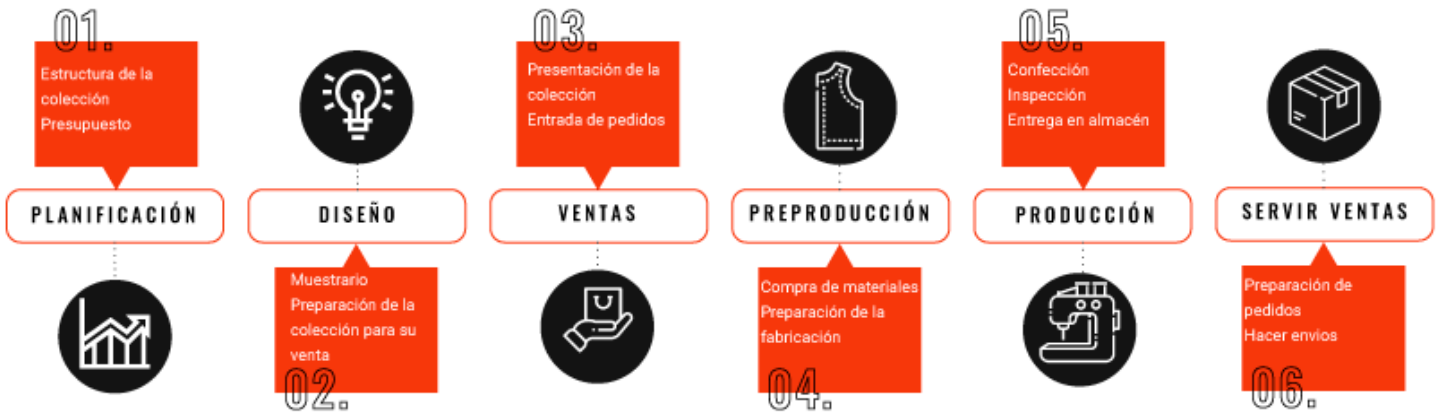 01.
Estructura de la
colección
Presupuesto
PLANIFICACIÓN
DISEÑO
Muestrario
Preparación de la
colección para su
venta
02.
03.
Presentación de la
colección
Entrada de pedidos
VENTAS
PREPRODUCCIÓN
Compra de materiales
Preparación de la
fabricación
04.
05.
Confección
Inspección
Entrega en almacén
PRODUCCIÓN
SERVIR VENTAS
Preparación de
pedidos
Hacer envios
06.